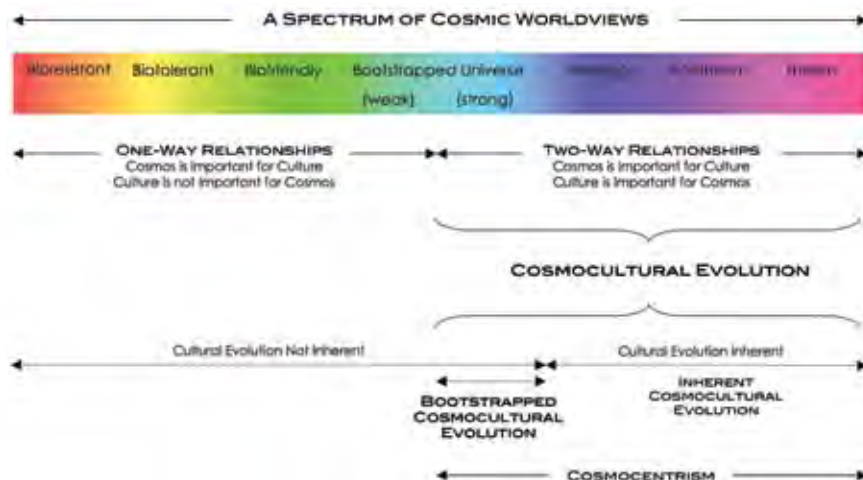 A SPECTRUM OF COSMIC WORLDVIEWS
Bioresistant Biotolerant Biofriendly Bootstrapped Universe
(weak) (strong)
ONE-WAY RELATIONSHIPS TWO-WAY RELATIONSHIPS
Cosmos is Important for Culture Cosmos is Important for Culture
Culture is not Important for Cosmos Culture is Important for Cosmos
COSMOCULTURAL EVOLUTION
Cultural Evolution Not Inherent Cultural Evolution Inherent
BOOTSTRAPPED COSMOCULTURAL EVOLUTION
INHERENT COSMOCULTURAL EVOLUTION
COSMOCENTRISM